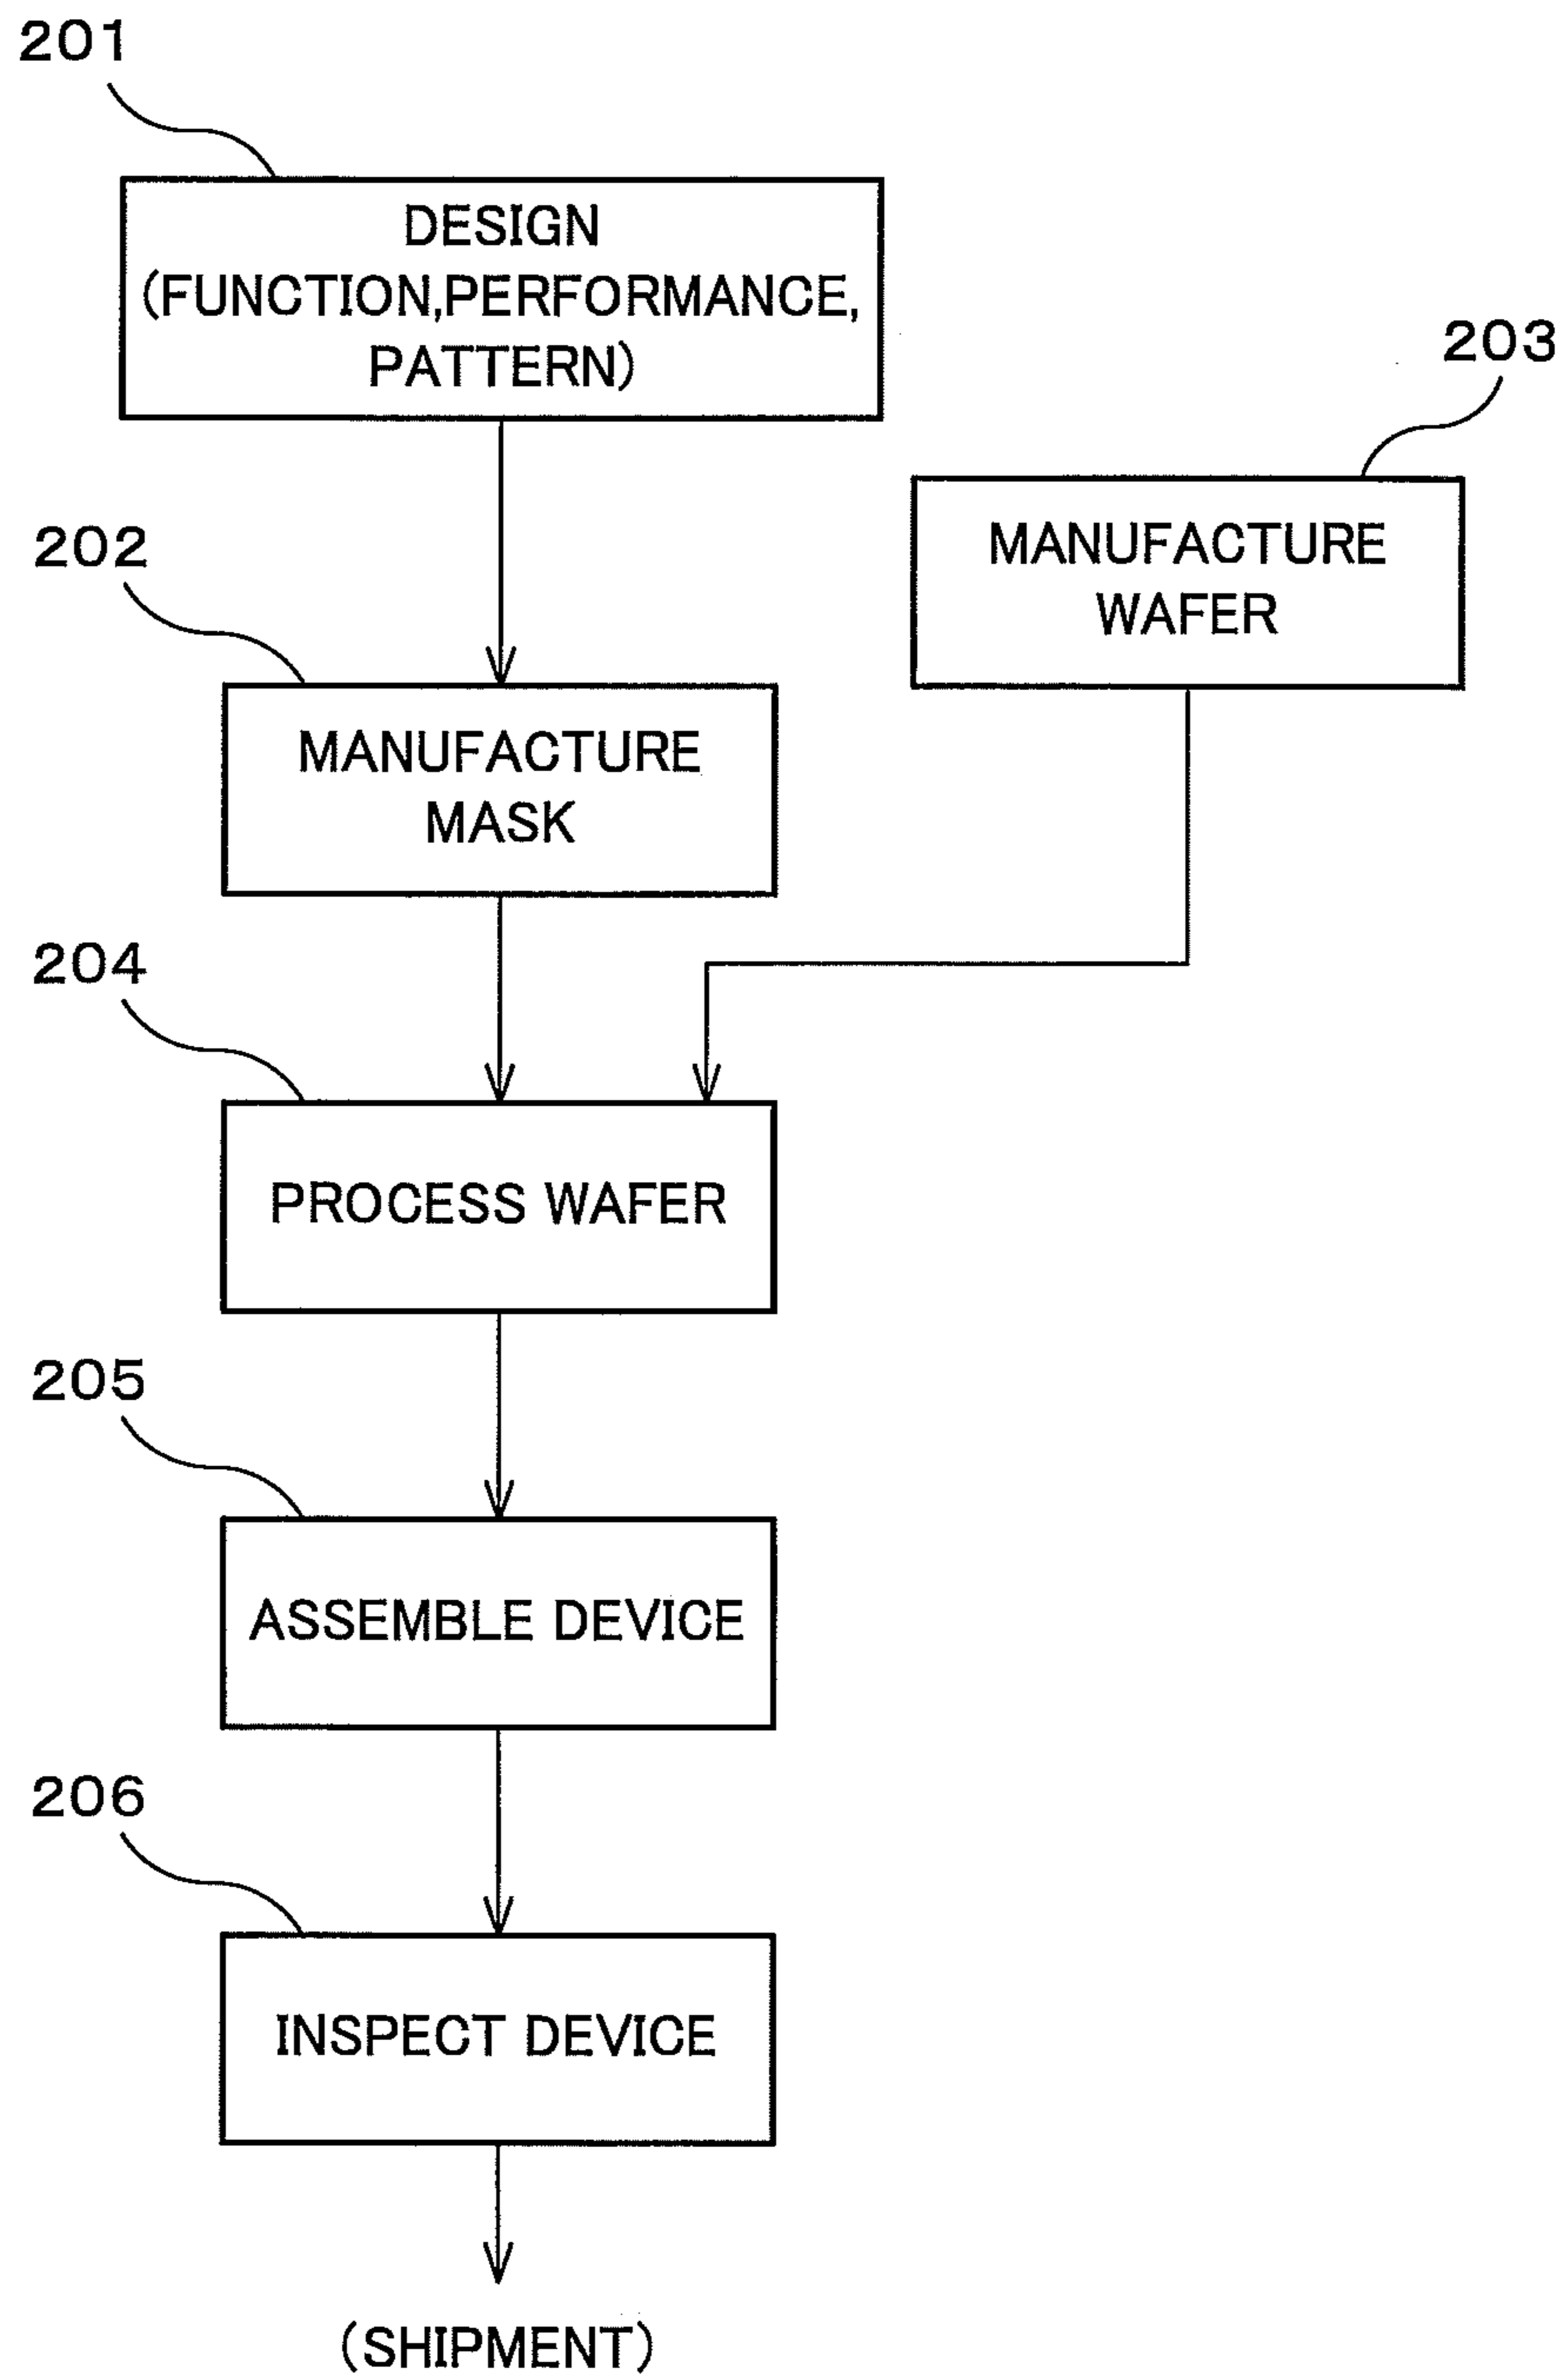 201
DESIGN
(FUNCTION,PERFORMANCE,
PATTERN)
203
MANUFACTURE
WAFER
202
MANUFACTURE
MASK
204
PROCESS WAFER
205
ASSEMBLE DEVICE
206
INSPECT DEVICE
(SHIPMENT)